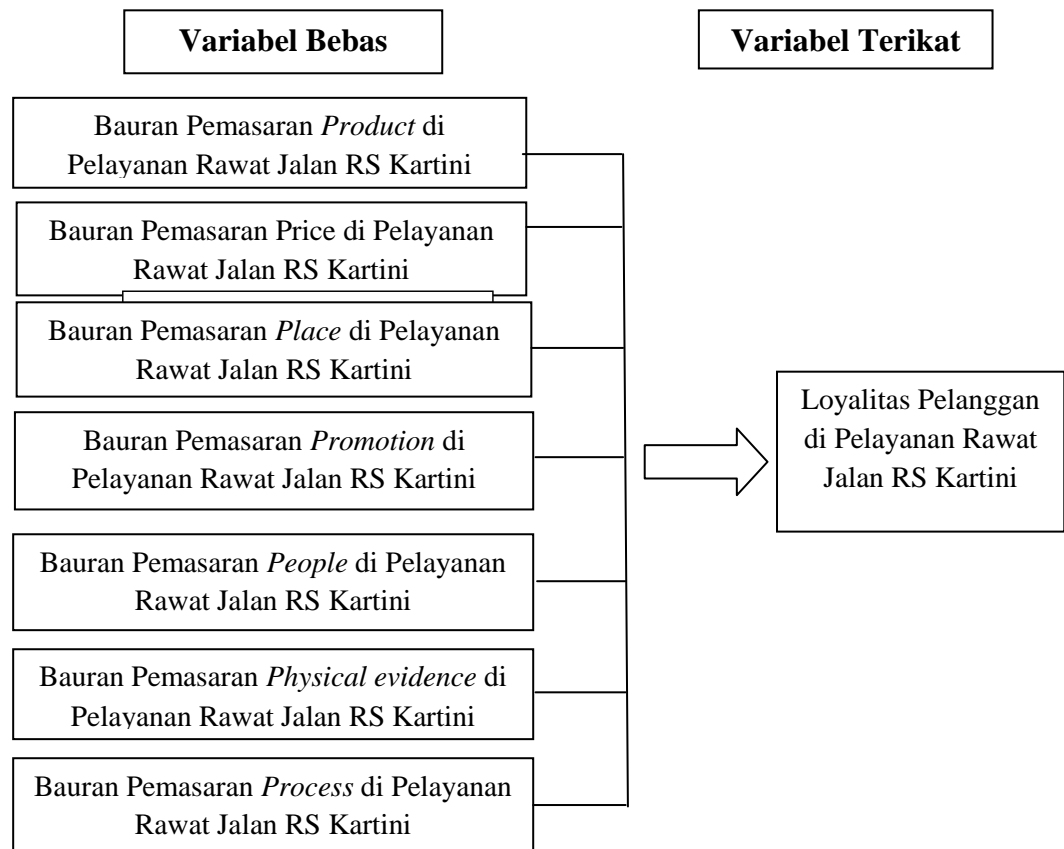 Variabel Bebas
Variabel Terikat
Bauran Pemasaran Product di
Pelayanan Rawat Jalan RS Kartini
Bauran Pemasaran Price di Pelayanan
Rawat Jalan RS Kartini
Bauran Pemasaran Place di Pelayanan
Rawat Jalan RS Kartini
Bauran Pemasaran Promotion di
Pelayanan Rawat Jalan RS Kartini
Bauran Pemasaran People di Pelayanan
Rawat Jalan RS Kartini
Bauran Pemasaran Physical evidence di
Pelayanan Rawat Jalan RS Kartini
Bauran Pemasaran Process di Pelayanan
Rawat Jalan RS Kartini
Loyalitas Pelanggan
di Pelayanan Rawat
Jalan RS Kartini